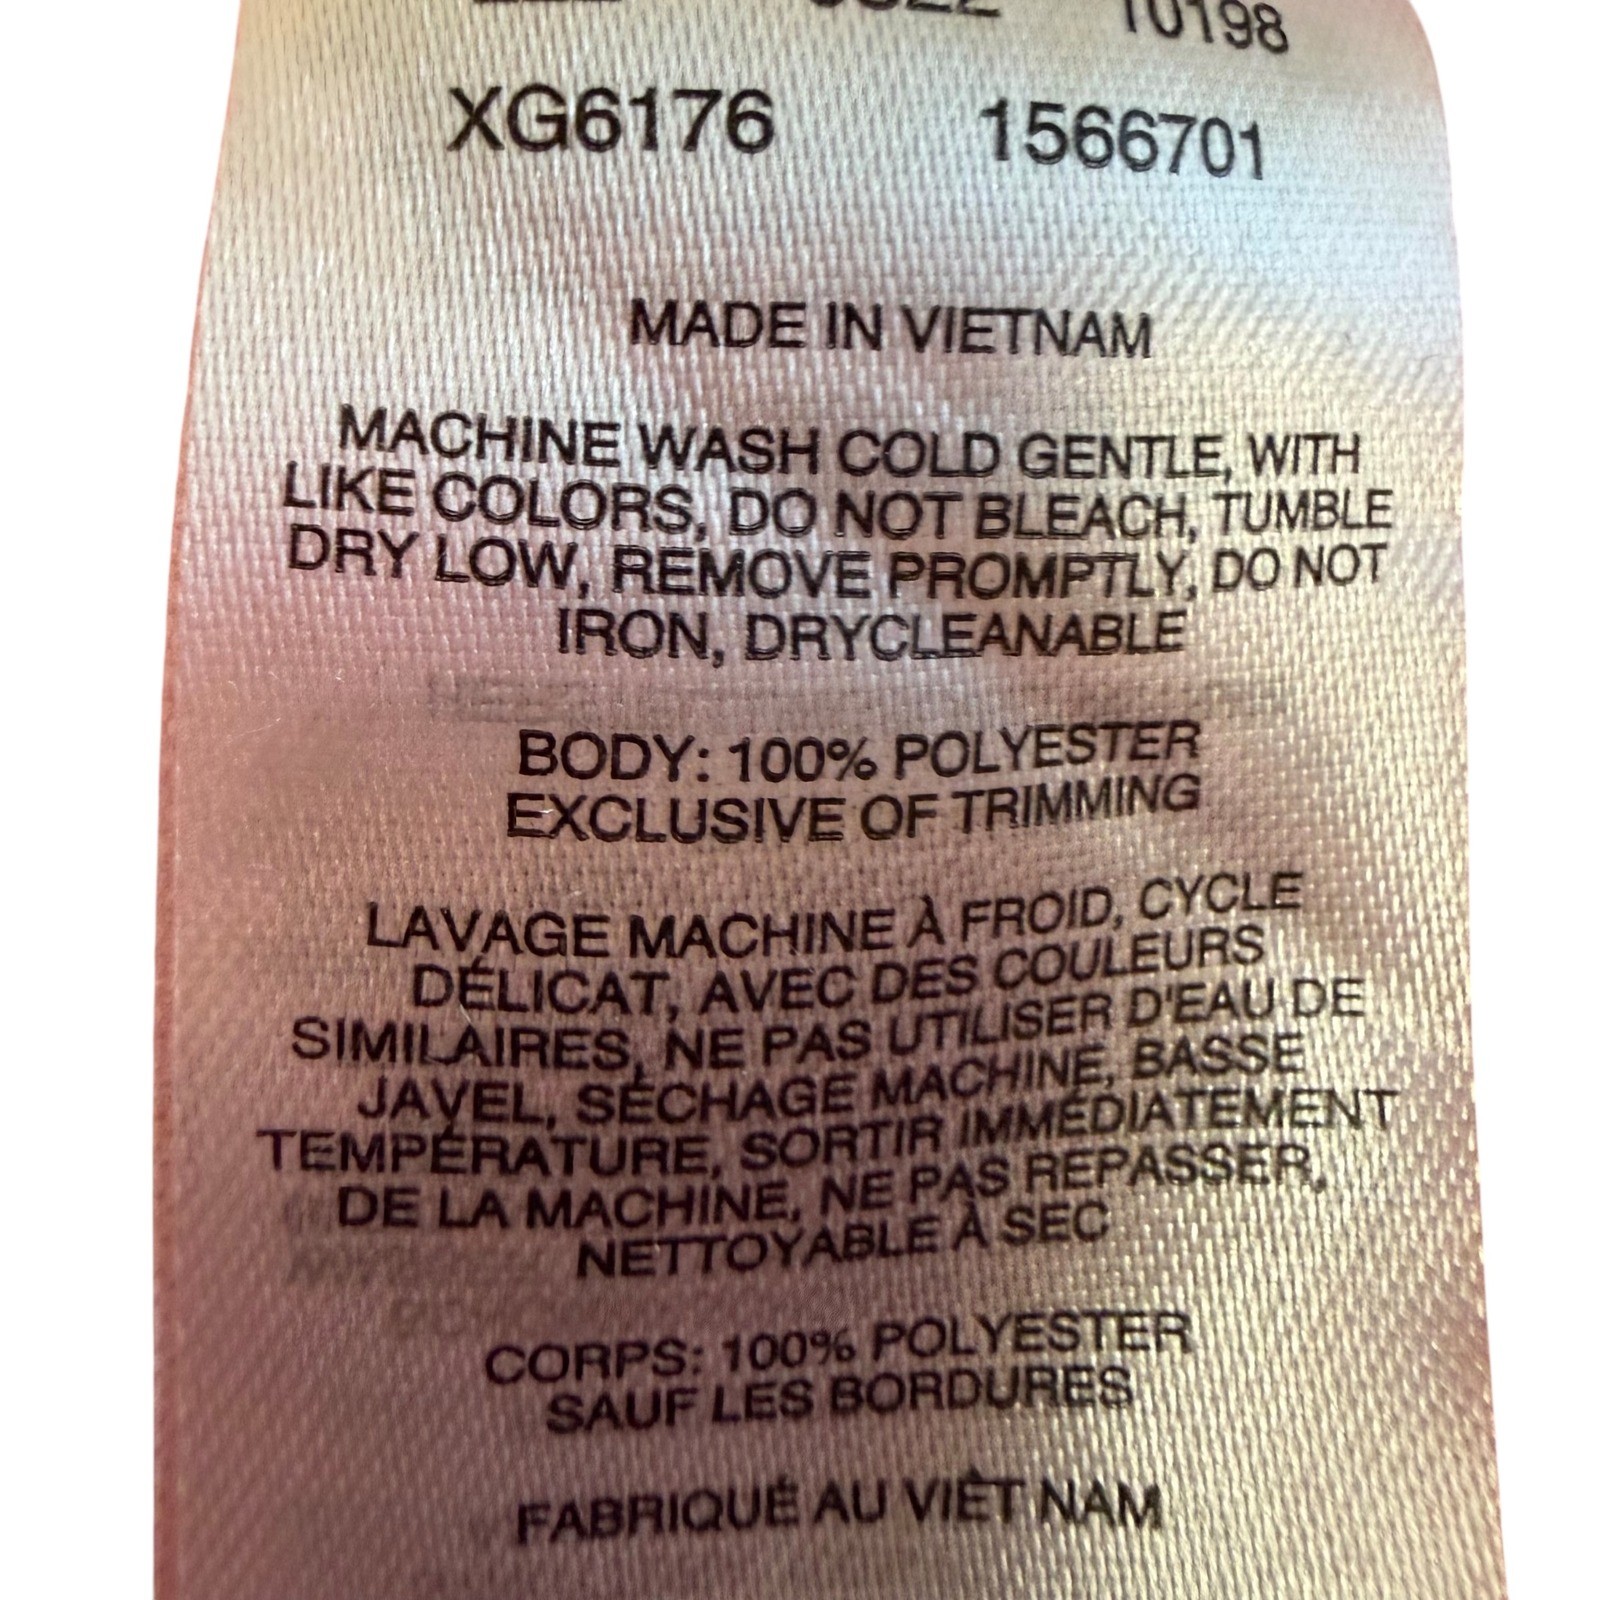 10198
XG6176 1566701
MADE IN VIETNAM
MACHINE WASH COLD GENTLE, WITH
LIKE COLORS, DO NOT BLEACH, TUMBLE
DRY LOW, REMOVE PROMPTLY, DO NOT
IRON, DRYCLEANABLE
BODY: 100% POLYESTER
EXCLUSIVE OF TRIMMING
LAVAGE MACHINE À FROID, CYCLE
DÉLICAT, AVEC DES COULEURS
SIMILAIRES, NE PAS UTILISER D'EAU DE
JAVEL, SÉCHAGE MACHINE, BASSE
TEMPÉRATURE, SORTIR IMMÉDIATEMENT
DE LA MACHINE, NE PAS REPASSER,
NETTOYABLE À SEC
CORPS: 100% POLYESTER
SAUF LES BORDURES
FABRIQUÉ AU VIÊT NAM